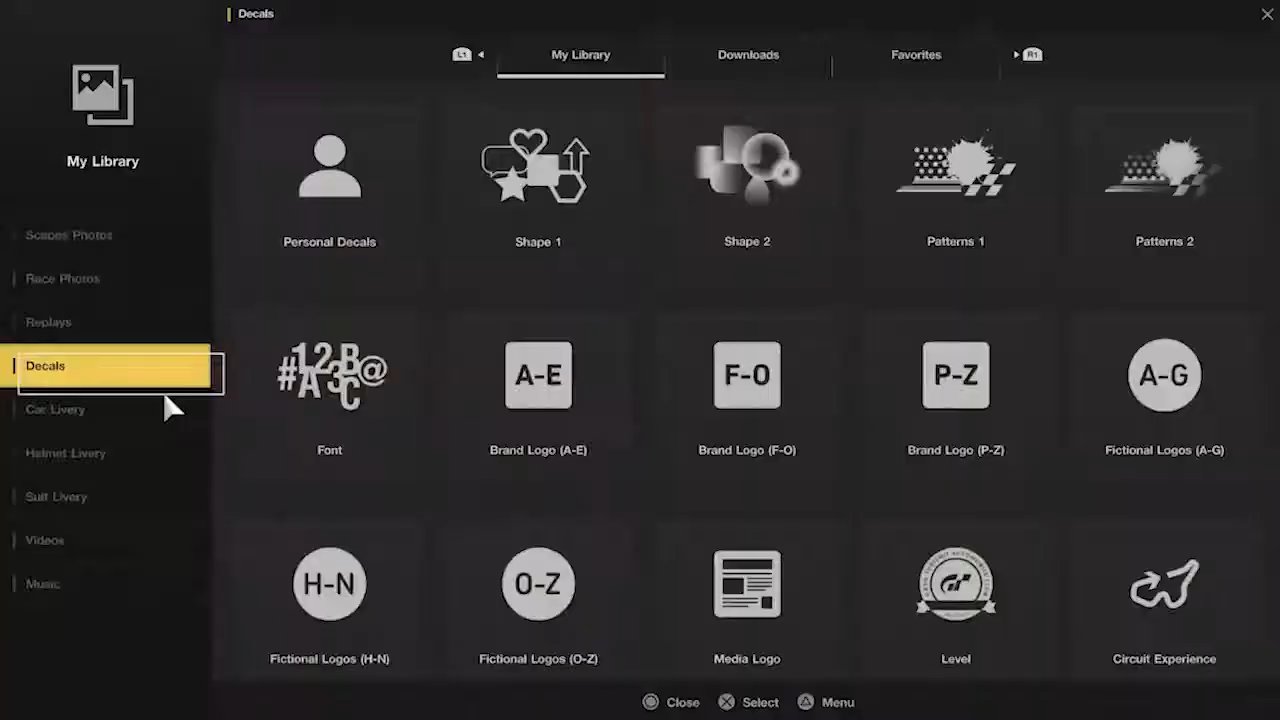 Decals
L1
My Library
Downloads
Favorites
R1
My Library
Scapes Photos
Race Photos
Replays
Decals
Car Livery
Helmet Livery
Suit Livery
Videos
Music
Personal Decals
Shape 1
Shape 2
Patterns 1
Patterns 2
#123B@
A C
Font
A-E
Brand Logo (A-E)
F-O
Brand Logo (F-O)
P-Z
Brand Logo (P-Z)
A-G
Fictional Logos (A-G)
H-N
Fictional Logos (H-N)
O-Z
Fictional Logos (O-Z)
Media Logo
GT
Level
Circuit Experience
Close
Select
Menu